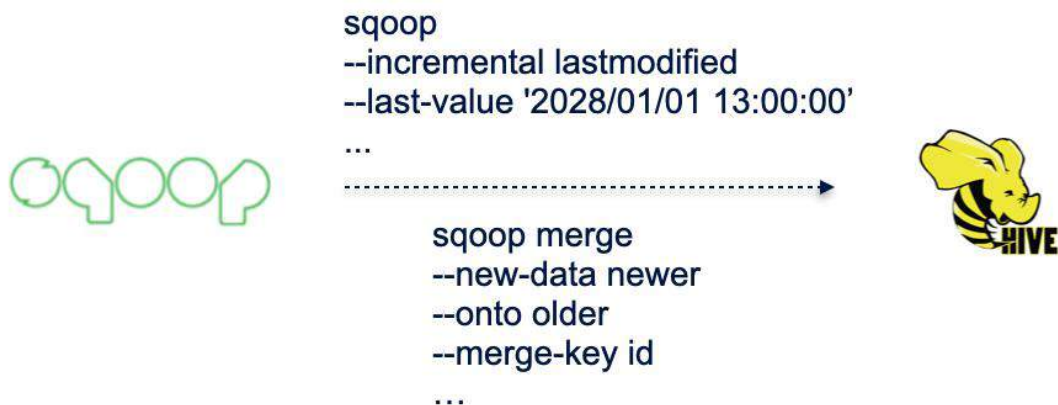 sqoop
--incremental lastmodified
--last-value '2028/01/01 13:00:00’
...
sqoop
HIVE
sqoop merge
--new-data newer
--onto older
--merge-key id
…